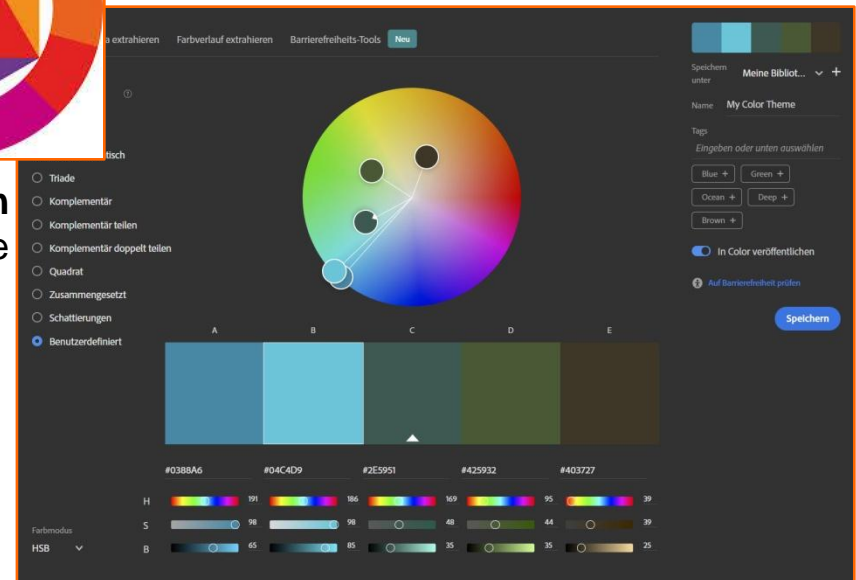 a extrahieren Farbverlauf extrahieren Barrierefreiheits-Tools Neu
tisch
Triade
Komplementär
Komplementär teilen
Komplementär doppelt teilen
Quadrat
Zusammengesetzt
Schattierungen
Benutzerdefiniert
n
e
A B C D E
#03B8A6 #04C4D9 #2E5951 #425932 #403727
H 191 186 169 95 39
S 98 98 48 44 39
B 65 85 35 35 25
Farbmodus
HSB
Speichern unter Meine Bibliot... +
Name My Color Theme
Tags
Eingeben oder unten auswählen
Blue + Green +
Ocean + Deep +
Brown +
In Color veröffentlichen
Auf Barrierefreiheit prüfen
Speichern